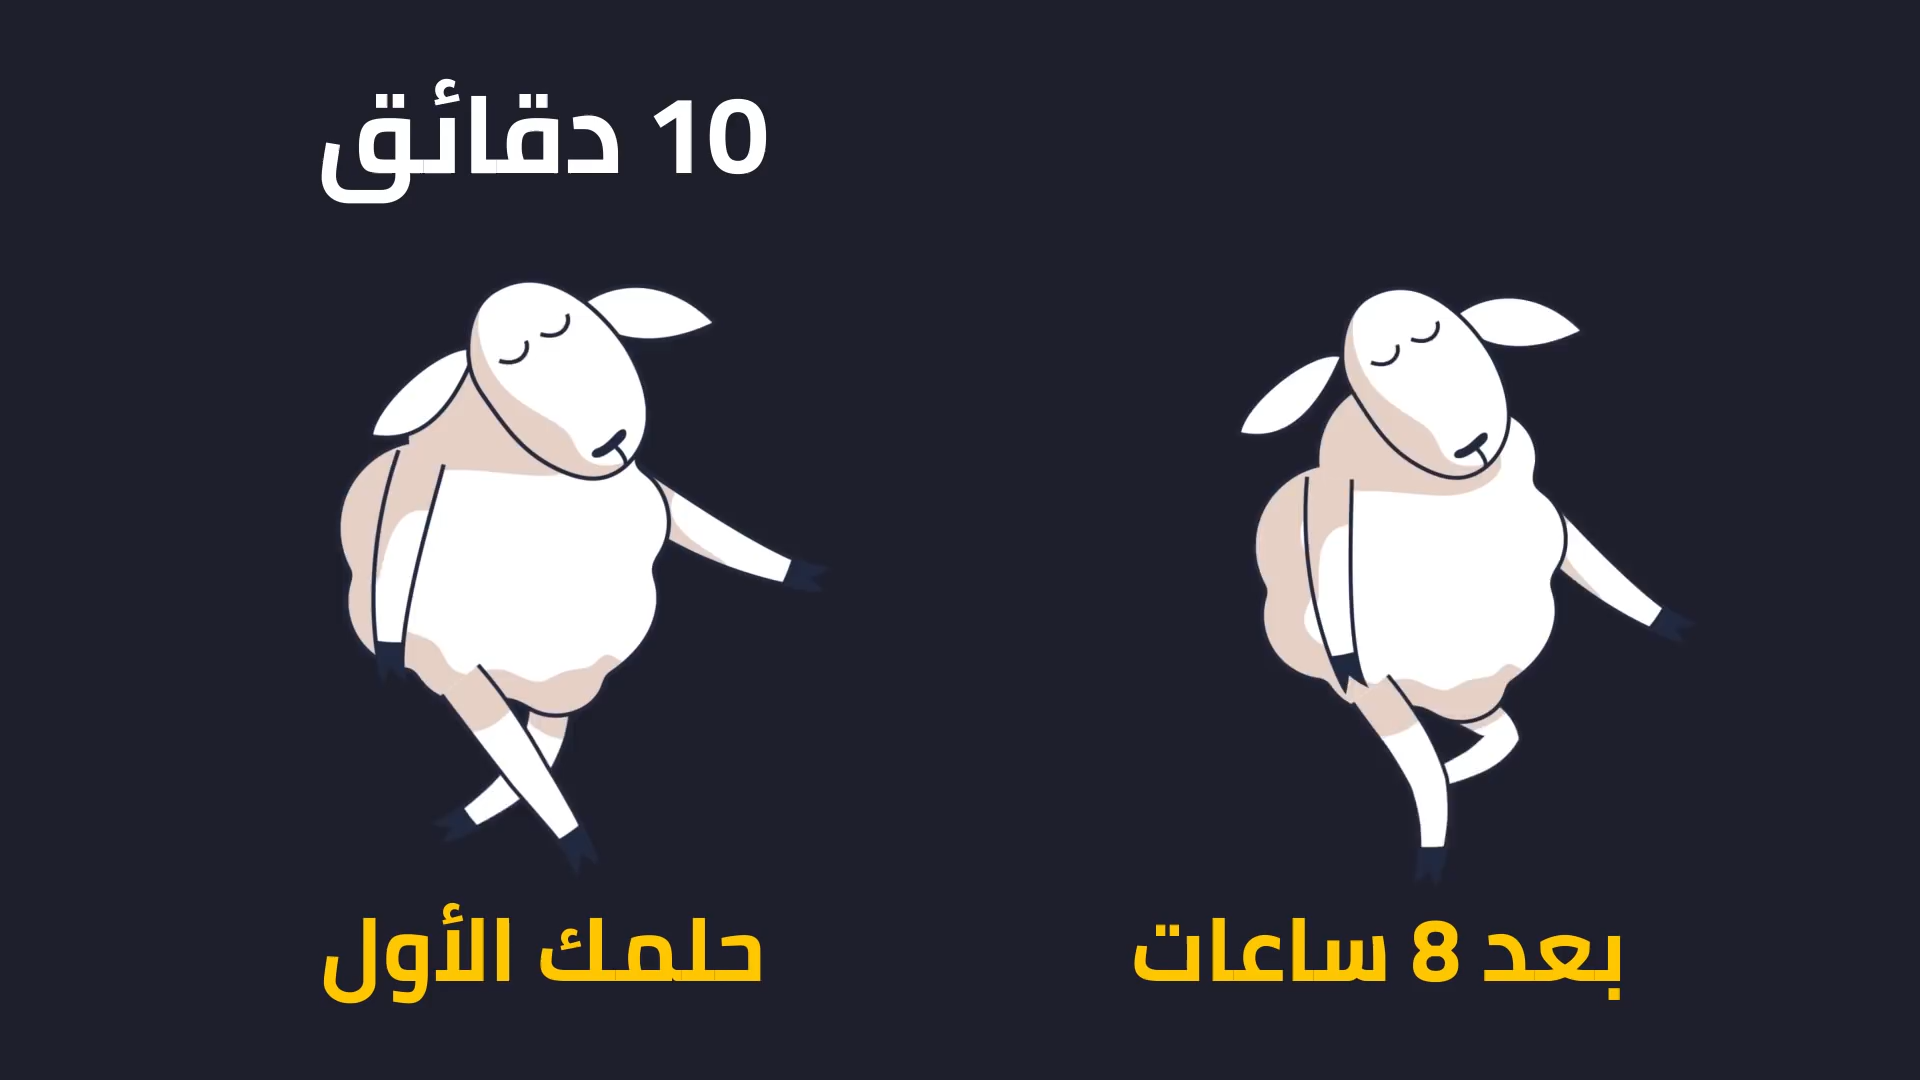 10 دقائق
حلمك الأول
بعد 8 ساعات